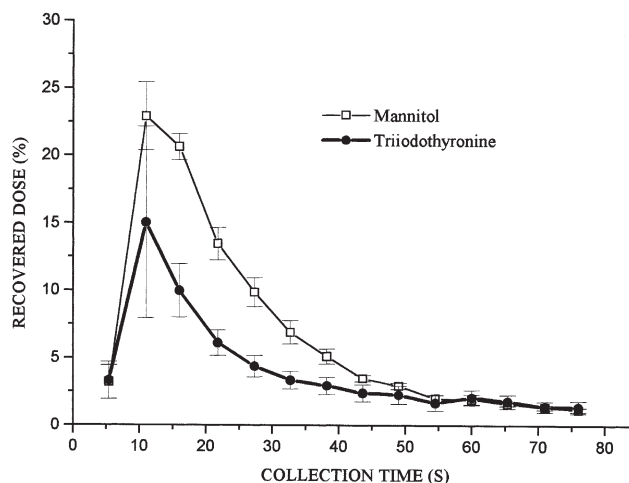 30
25
20
15
10
5
0
RECOVERED DOSE (%)
Mannitol
Triiodothyronine
0 10 20 30 40 50 60 70 80
COLLECTION TIME (S)